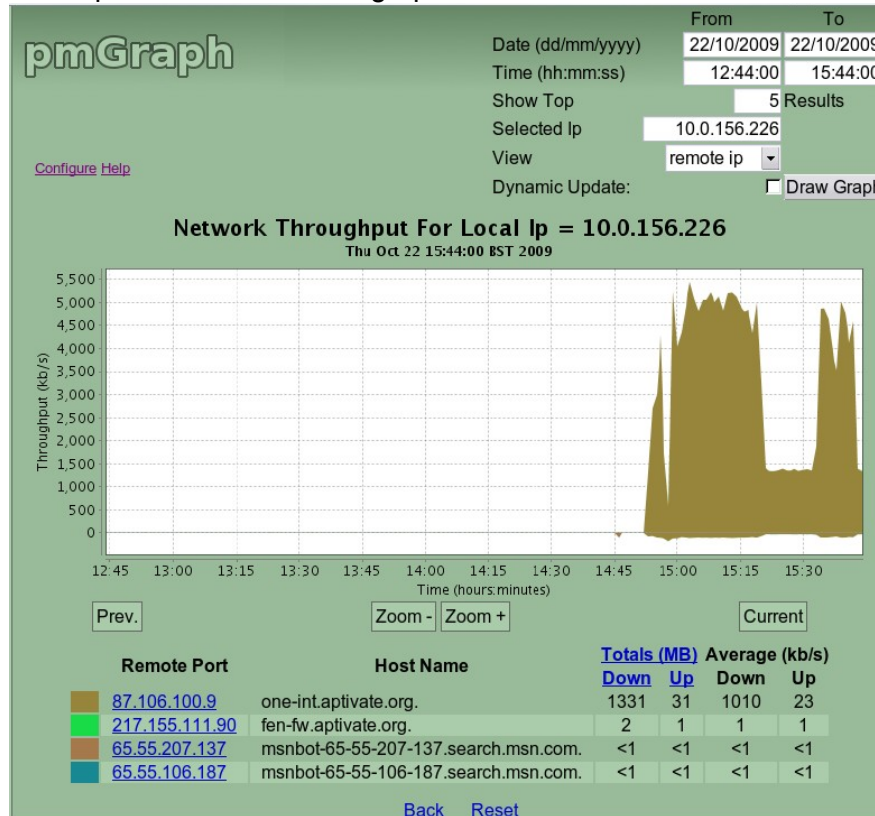 From To
pmGraph
Date (dd/mm/yyyy) 22/10/2009 22/10/2009
Time (hh:mm:ss) 12:44:00 15:44:00
Show Top 5 Results
Selected Ip 10.0.156.226
View remote ip
Configure Help
Dynamic Update: Draw Graph
Network Throughput For Local Ip = 10.0.156.226
Thu Oct 22 15:44:00 BST 2009
Throughput (kb/s)
5,500
5,000
4,500
4,000
3,500
3,000
2,500
2,000
1,500
1,000
500
0
12:45 13:00 13:15 13:30 13:45 14:00 14:15 14:30 14:45 15:00 15:15 15:30
Time (hours:minutes)
Prev. Zoom - Zoom + Current
Totals (MB) Average (kb/s)
Remote Port Host Name Down Up Down Up
87.106.100.9 one-int.aptivate.org. 1331 31 1010 23
217.155.111.90 fen-fw.aptivate.org. 2 1 1 1
65.55.207.137 msnbot-65-55-207-137.search.msn.com. <1 <1 <1 <1
65.55.106.187 msnbot-65-55-106-187.search.msn.com. <1 <1 <1 <1
Back Reset